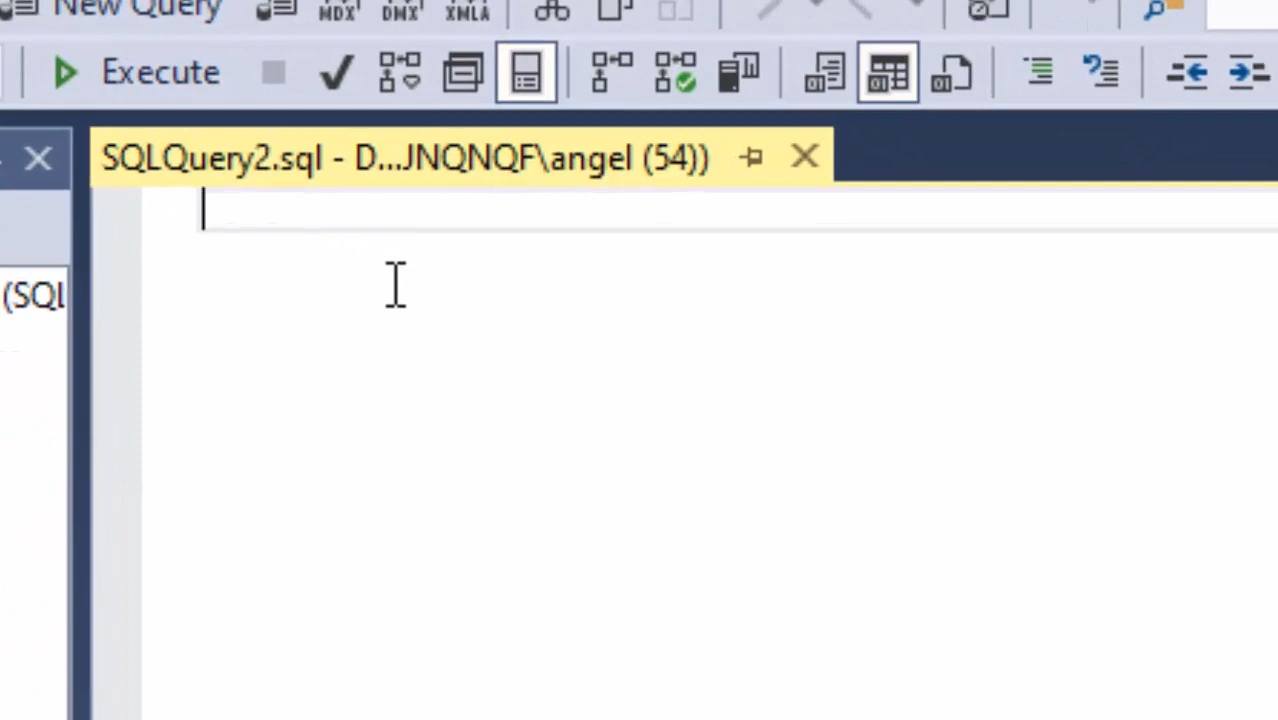 New Query MDX DMX XMLA
Execute
SQLQuery2.sql - D...JNQNQF\angel (54))
(SQL